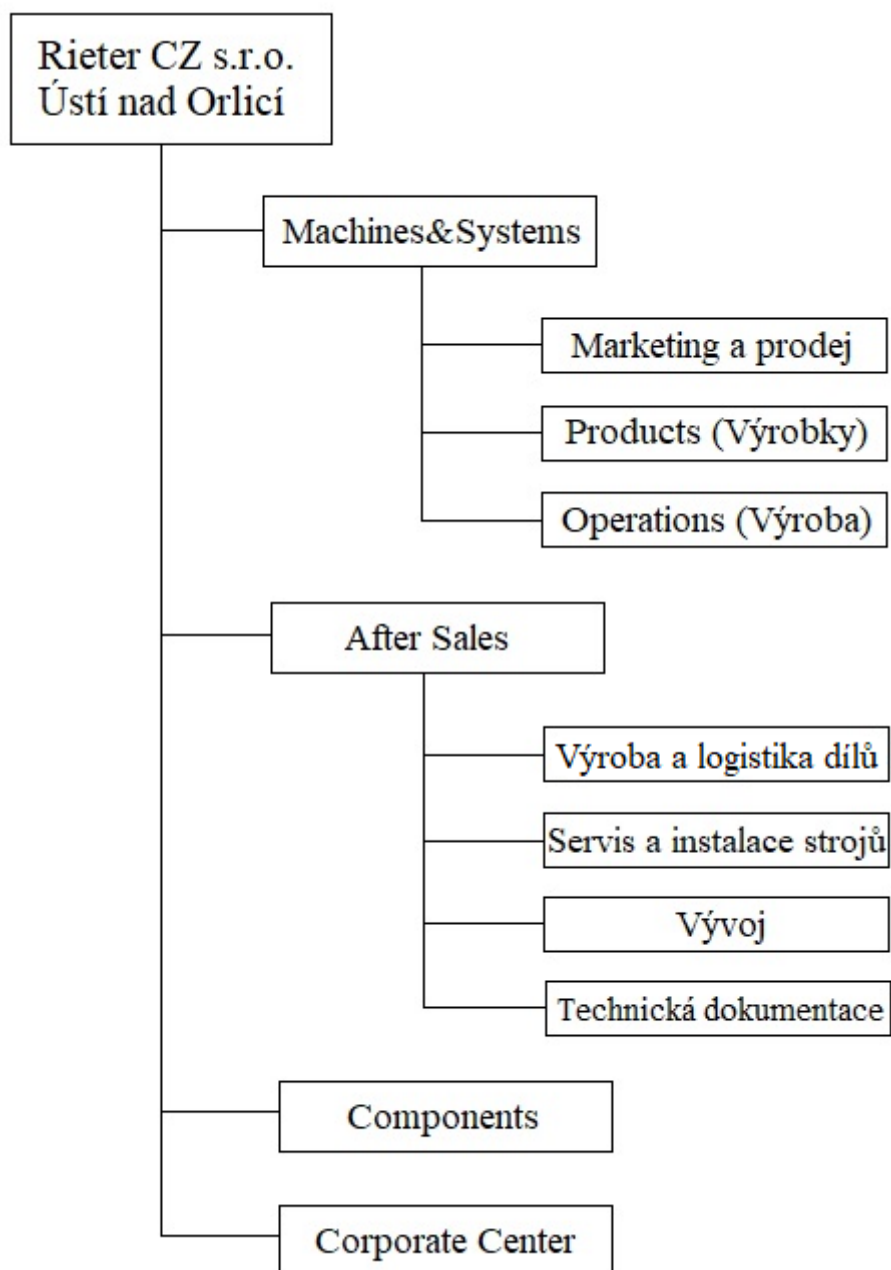 Rieter CZ s.r.o.
Ústí nad Orlicí
Machines&Systems
Marketing a prodej
Products (Výrobky)
Operations (Výroba)
After Sales
Výroba a logistika dílů
Servis a instalace strojů
Vývoj
Technická dokumentace
Components
Corporate Center